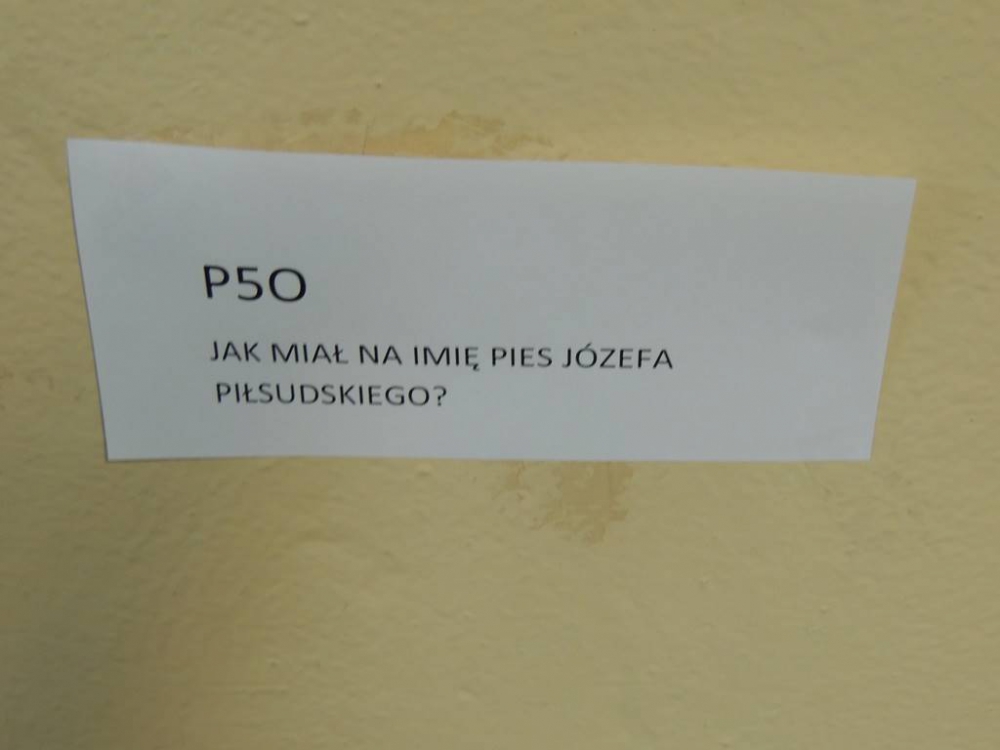 P5O
JAK MIAŁ NA IMIĘ PIES JÓZEFA
PIŁSUDSKIEGO?